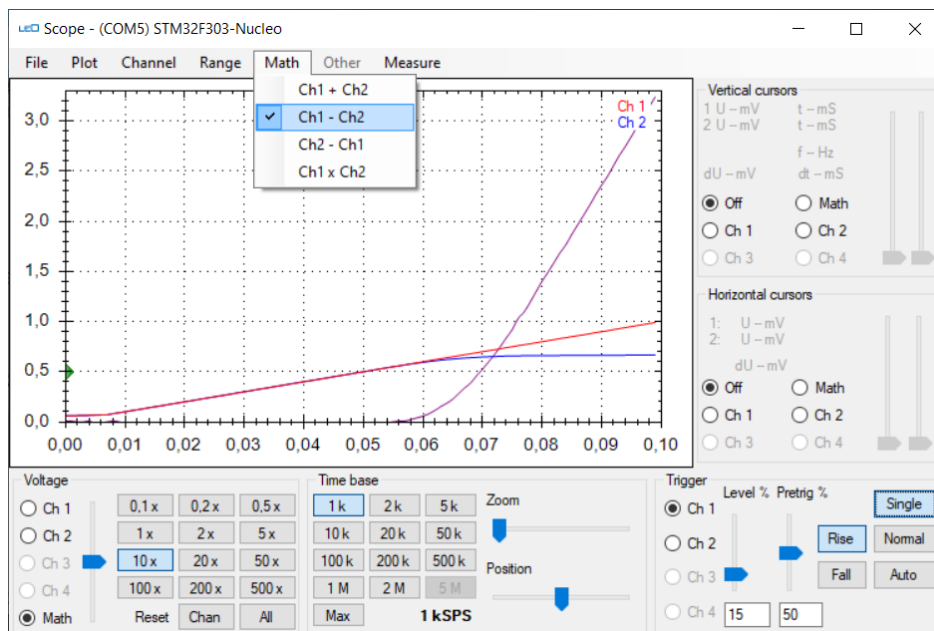 LEO Scope - (COM5) STM32F303-Nucleo
File Plot Channel Range Math Other Measure
Ch1 + Ch2
Ch1 - Ch2
Ch2 - Ch1
Ch1 x Ch2
Ch 1
Ch 2
3,0
2,5
2,0
1,5
1,0
0,5
0,0
0,00 0,01 0,02 0,03 0,04 0,05 0,06 0,07 0,08 0,09 0,10
Vertical cursors
1 U – mV t – mS
2 U – mV t – mS
f – Hz
dU – mV dt – mS
Off Math
Ch 1 Ch 2
Ch 3 Ch 4
Horizontal cursors
1: U – mV
2: U – mV
dU – mV
Off Math
Ch 1 Ch 2
Ch 3 Ch 4
Voltage
Ch 1
Ch 2
Ch 3
Ch 4
Math
0,1 x 0,2 x 0,5 x
1 x 2 x 5 x
10 x 20 x 50 x
100 x 200 x 500 x
Reset Chan All
Time base
1 k 2 k 5 k
10 k 20 k 50 k
100 k 200 k 500 k
1 M 2 M 5 M
Max 1 kSPS
Zoom
Position
Trigger
Ch 1
Ch 2
Ch 3
Ch 4
Level % Pretrig %
15 50
Single
Rise Normal
Fall Auto